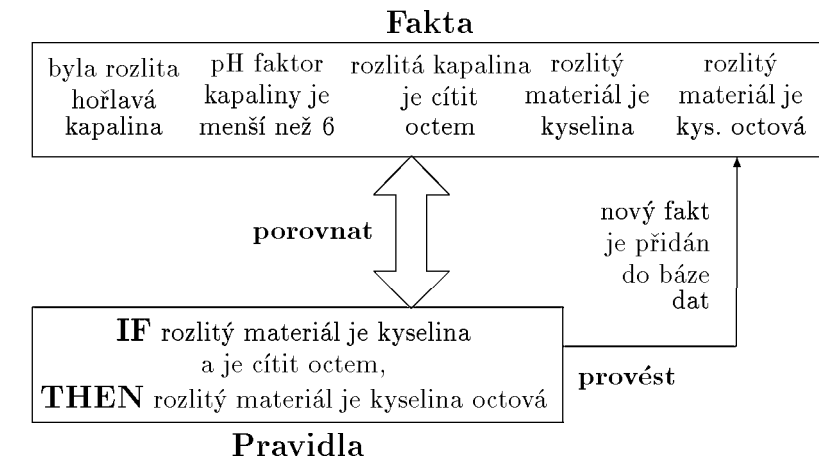 Fakta
byla rozlita
hořlavá
kapalina
pH faktor
kapaliny je
menší než 6
rozlitá kapalina
je cítit
octem
rozlitý
materiál je
kyselina
rozlitý
materiál je
kys. octová
porovnat
nový fakt
je přidán
do báze
dat
IF rozlitý materiál je kyselina
a je cítit octem,
THEN rozlitý materiál je kyselina octová
provést
Pravidla